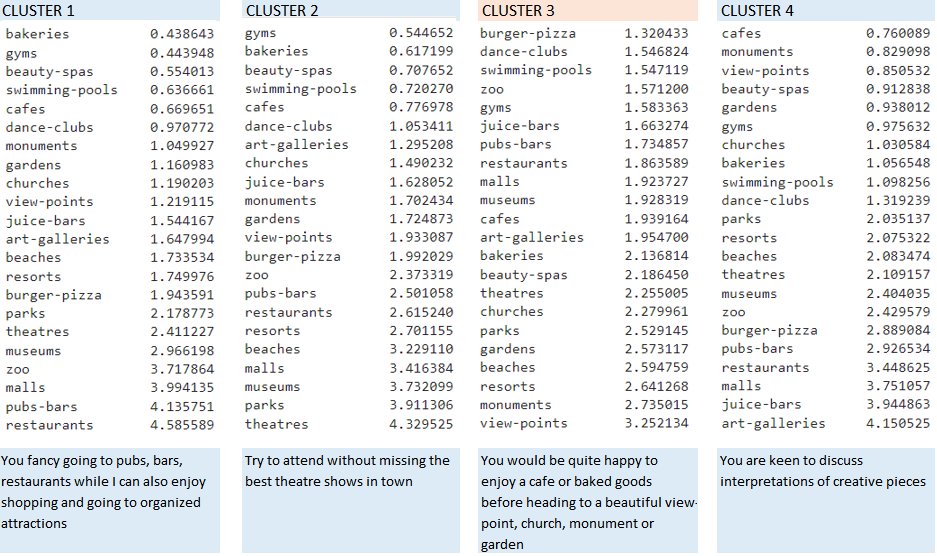 CLUSTER 1
bakeries 0.438643
gyms 0.443948
beauty-spas 0.554013
swimming-pools 0.636661
cafes 0.669651
dance-clubs 0.970772
monuments 1.049927
gardens 1.160983
churches 1.190203
view-points 1.219115
juice-bars 1.544167
art-galleries 1.647994
beaches 1.733534
resorts 1.749976
burger-pizza 1.943591
parks 2.178773
theatres 2.411227
museums 2.966198
zoo 3.717864
malls 3.994135
pubs-bars 4.135751
restaurants 4.585589
You fancy going to pubs, bars,
restaurants while I can also enjoy
shopping and going to organized
attractions
CLUSTER 2
gyms 0.544652
bakeries 0.617199
beauty-spas 0.707652
swimming-pools 0.720270
cafes 0.776978
dance-clubs 1.053411
art-galleries 1.295208
churches 1.490232
juice-bars 1.628052
monuments 1.702434
gardens 1.724873
view-points 1.933087
burger-pizza 1.992029
zoo 2.373319
pubs-bars 2.501058
restaurants 2.615240
resorts 2.701155
beaches 3.229110
malls 3.416384
museums 3.732099
parks 3.911306
theatres 4.329525
Try to attend without missing the
best theatre shows in town
CLUSTER 3
burger-pizza 1.320433
dance-clubs 1.546824
swimming-pools 1.547119
zoo 1.571200
gyms 1.583363
juice-bars 1.663274
pubs-bars 1.734857
restaurants 1.863589
malls 1.923727
museums 1.928319
cafes 1.939164
art-galleries 1.954700
bakeries 2.136814
beauty-spas 2.186450
theatres 2.255005
churches 2.279961
parks 2.529145
gardens 2.573117
beaches 2.594759
resorts 2.641268
monuments 2.735015
view-points 3.252134
You would be quite happy to
enjoy a cafe or baked goods
before heading to a beautiful view-
point, church, monument or
garden
CLUSTER 4
cafes 0.760089
monuments 0.829098
view-points 0.850532
beauty-spas 0.912838
gardens 0.938012
gyms 0.975632
churches 1.030584
bakeries 1.056548
swimming-pools 1.098256
dance-clubs 1.319239
parks 2.035137
resorts 2.075322
beaches 2.083474
theatres 2.109157
museums 2.404035
zoo 2.429579
burger-pizza 2.889084
pubs-bars 2.926534
restaurants 3.448625
malls 3.751057
juice-bars 3.944863
art-galleries 4.150525
You are keen to discuss
interpretations of creative pieces